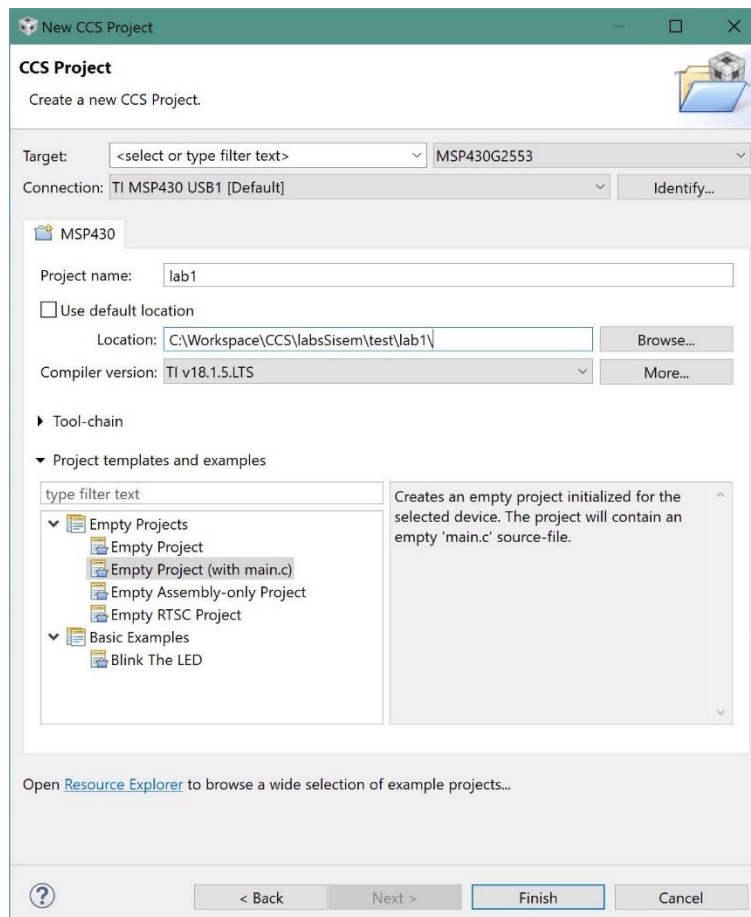 New CCS Project
CCS Project
Create a new CCS Project.
Target: <select or type filter text> MSP430G2553
Connection: TI MSP430 USB1 [Default] Identify...
MSP430
Project name: lab1
Use default location
Location: C:\Workspace\CCS\labsSisem\test\lab1\
Browse...
Compiler version: TI v18.1.5.LTS More...
Tool-chain
Project templates and examples
type filter text
Empty Projects
Empty Project
Empty Project (with main.c)
Empty Assembly-only Project
Empty RTSC Project
Basic Examples
Blink The LED
Creates an empty project initialized for the
selected device. The project will contain an
empty 'main.c' source-file.
Open Resource Explorer to browse a wide selection of example projects...
? < Back Next > Finish Cancel